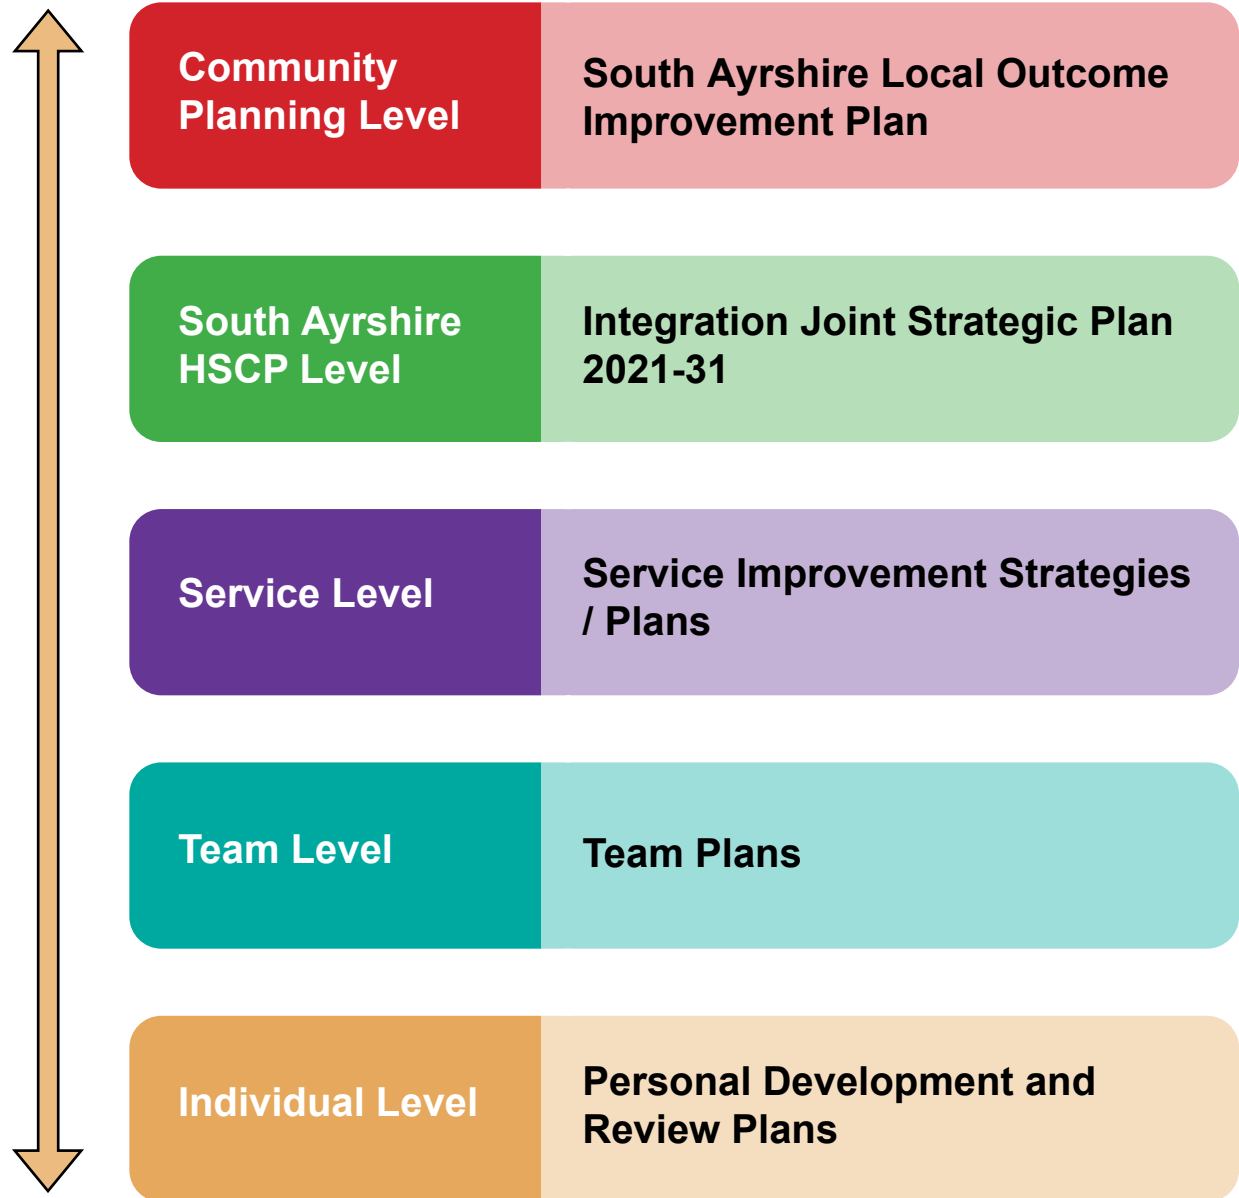 Community
Planning Level
South Ayrshire Local Outcome
Improvement Plan
South Ayrshire
HSCP Level
Integration Joint Strategic Plan
2021-31
Service Level
Service Improvement Strategies
/ Plans
Team Level
Team Plans
Individual Level
Personal Development and
Review Plans